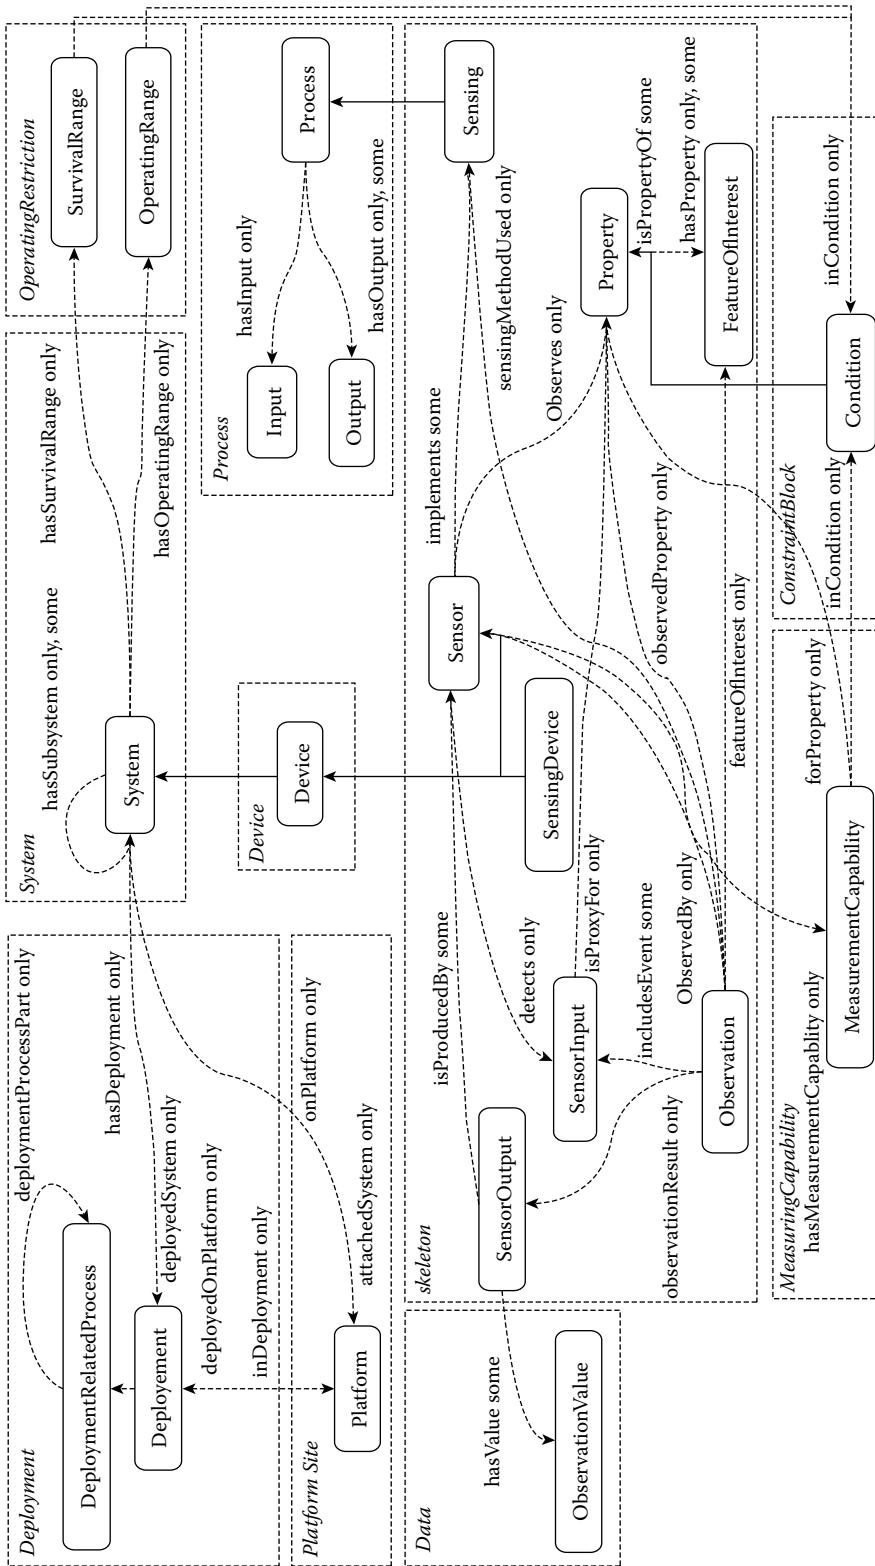 Deployment
DeploymentRelatedProcess
deploymentProcessPart only
Deployement
hasDeployment only
deployedSystem only
deployedOnPlatform only
inDeployment only
System
hasSubsystem only, some
System
hasSurvivalRange only
hasOperatingRange only
OperatingRestriction
SurvivalRange
OperatingRange
Platform Site
Platform
onPlatform only
attachedSystem only
Device
Device
Process
Input
Output
hasInput only
hasOutput only, some
Process
Data
hasValue some
ObservationValue
skeleton
SensorOutput
isProducedBy some
detects only
SensorInput
isProxyFor only
includesEvent some
observationResult only
Observation
ObservedBy only
SensingDevice
Sensor
implements some
Sensing
sensingMethodUsed only
Observes only
observedProperty only
featureOfInterest only
Property
isPropertyOf some
hasProperty only, some
FeatureOfInterest
MeasuringCapability
hasMeasurementCapablity only
MeasurementCapability
forProperty only
ConstraintBlock
inCondition only
Condition
inCondition only